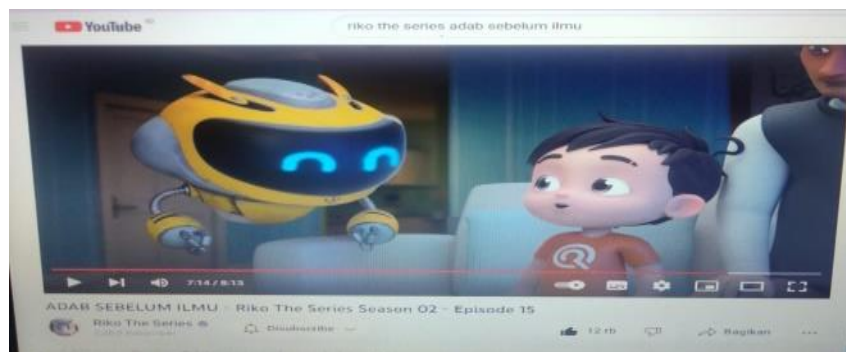 YouTube
riko the series adab sebelum ilmu
7:14 / 8:13
ADAB SEBELUM ILMU - Riko The Series Season 02 - Episode 15
Riko The Series
Disubscribe
12 rb
Bagikan